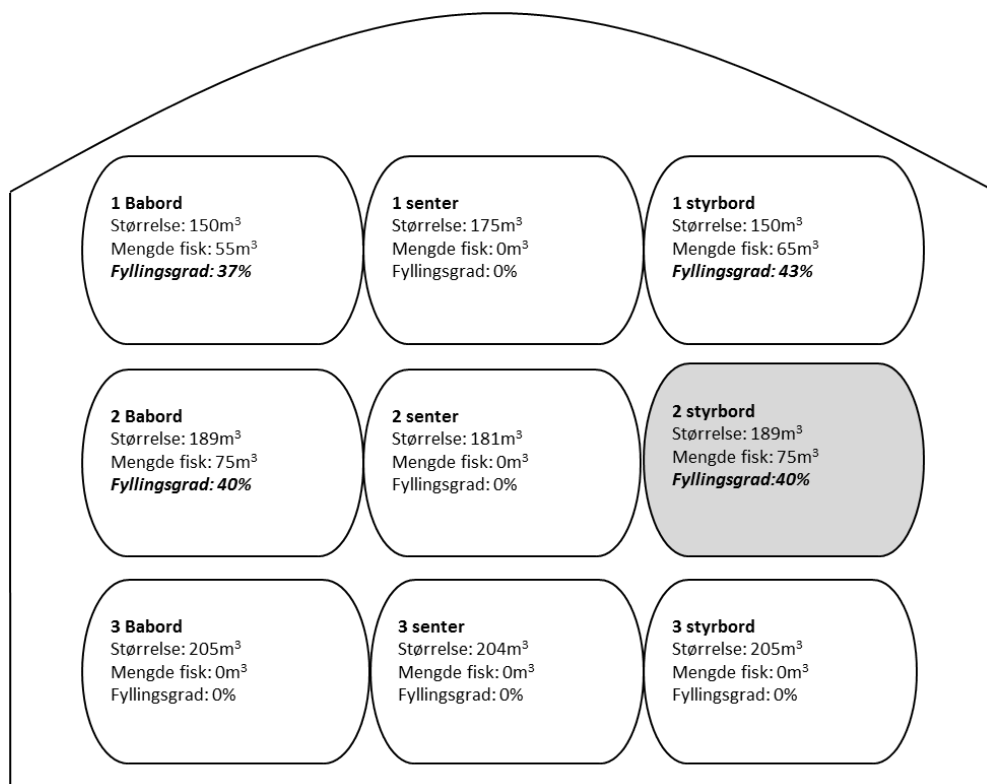 1 Babord
Størrelse: 150m³
Mengde fisk: 55m³
Fyllingsgrad: 37%
1 senter
Størrelse: 175m³
Mengde fisk: 0m³
Fyllingsgrad: 0%
1 styrbord
Størrelse: 150m³
Mengde fisk: 65m³
Fyllingsgrad: 43%
2 Babord
Størrelse: 189m³
Mengde fisk: 75m³
Fyllingsgrad: 40%
2 senter
Størrelse: 181m³
Mengde fisk: 0m³
Fyllingsgrad: 0%
2 styrbord
Størrelse: 189m³
Mengde fisk: 75m³
Fyllingsgrad:40%
3 Babord
Størrelse: 205m³
Mengde fisk: 0m³
Fyllingsgrad: 0%
3 senter
Størrelse: 204m³
Mengde fisk: 0m³
Fyllingsgrad: 0%
3 styrbord
Størrelse: 205m³
Mengde fisk: 0m³
Fyllingsgrad: 0%